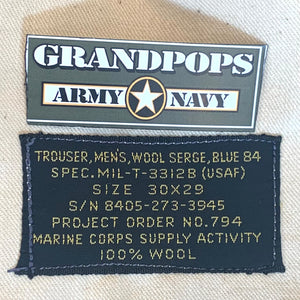 GRANDPOPS
ARMY NAVY
TROUSER, MEN'S, WOOL SERGE, BLUE 84
SPEC. MIL-T-3312B (USAF)
SIZE 30X29
S/N 8405-273-3945
PROJECT ORDER NO. 794
MARINE CORPS SUPPLY ACTIVITY
100% WOOL